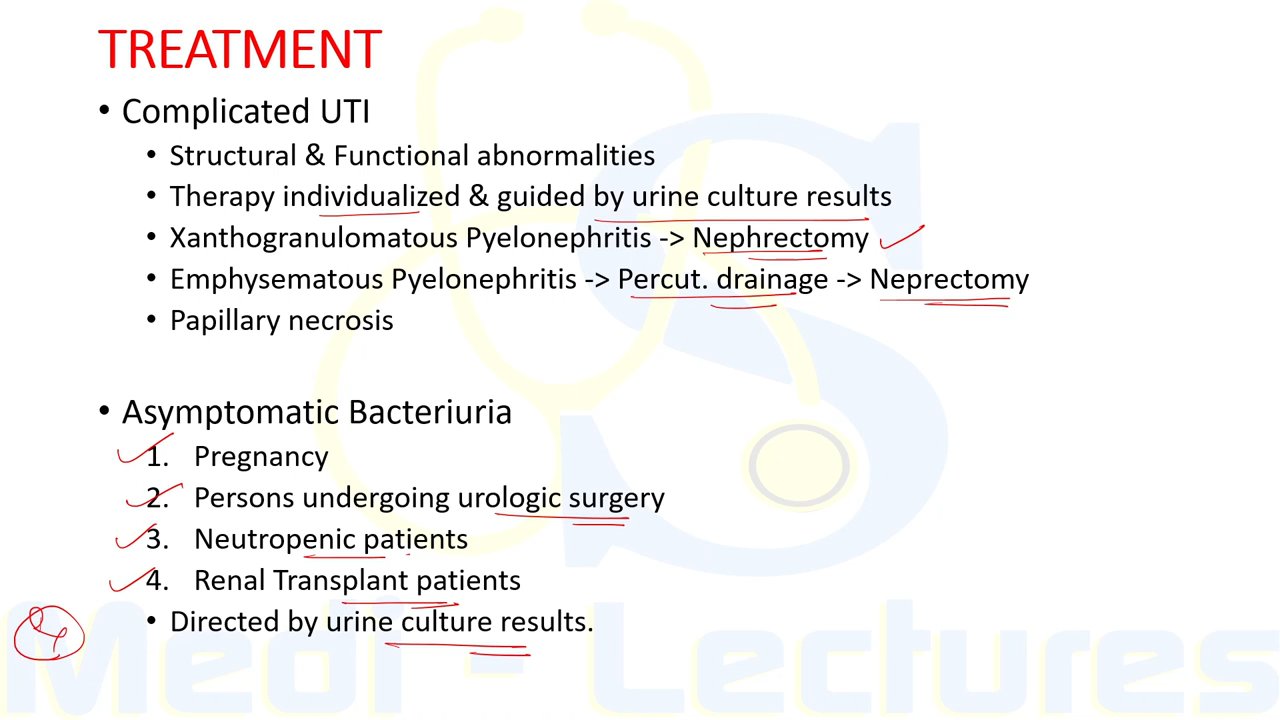 TREATMENT
• Complicated UTI
• Structural & Functional abnormalities
• Therapy individualized & guided by urine culture results
• Xanthogranulomatous Pyelonephritis -> Nephrectomy
• Emphysematous Pyelonephritis -> Percut. drainage -> Neprectomy
• Papillary necrosis
• Asymptomatic Bacteriuria
1. Pregnancy
2. Persons undergoing urologic surgery
3. Neutropenic patients
4. Renal Transplant patients
• Directed by urine culture results.
Medi - Lectures